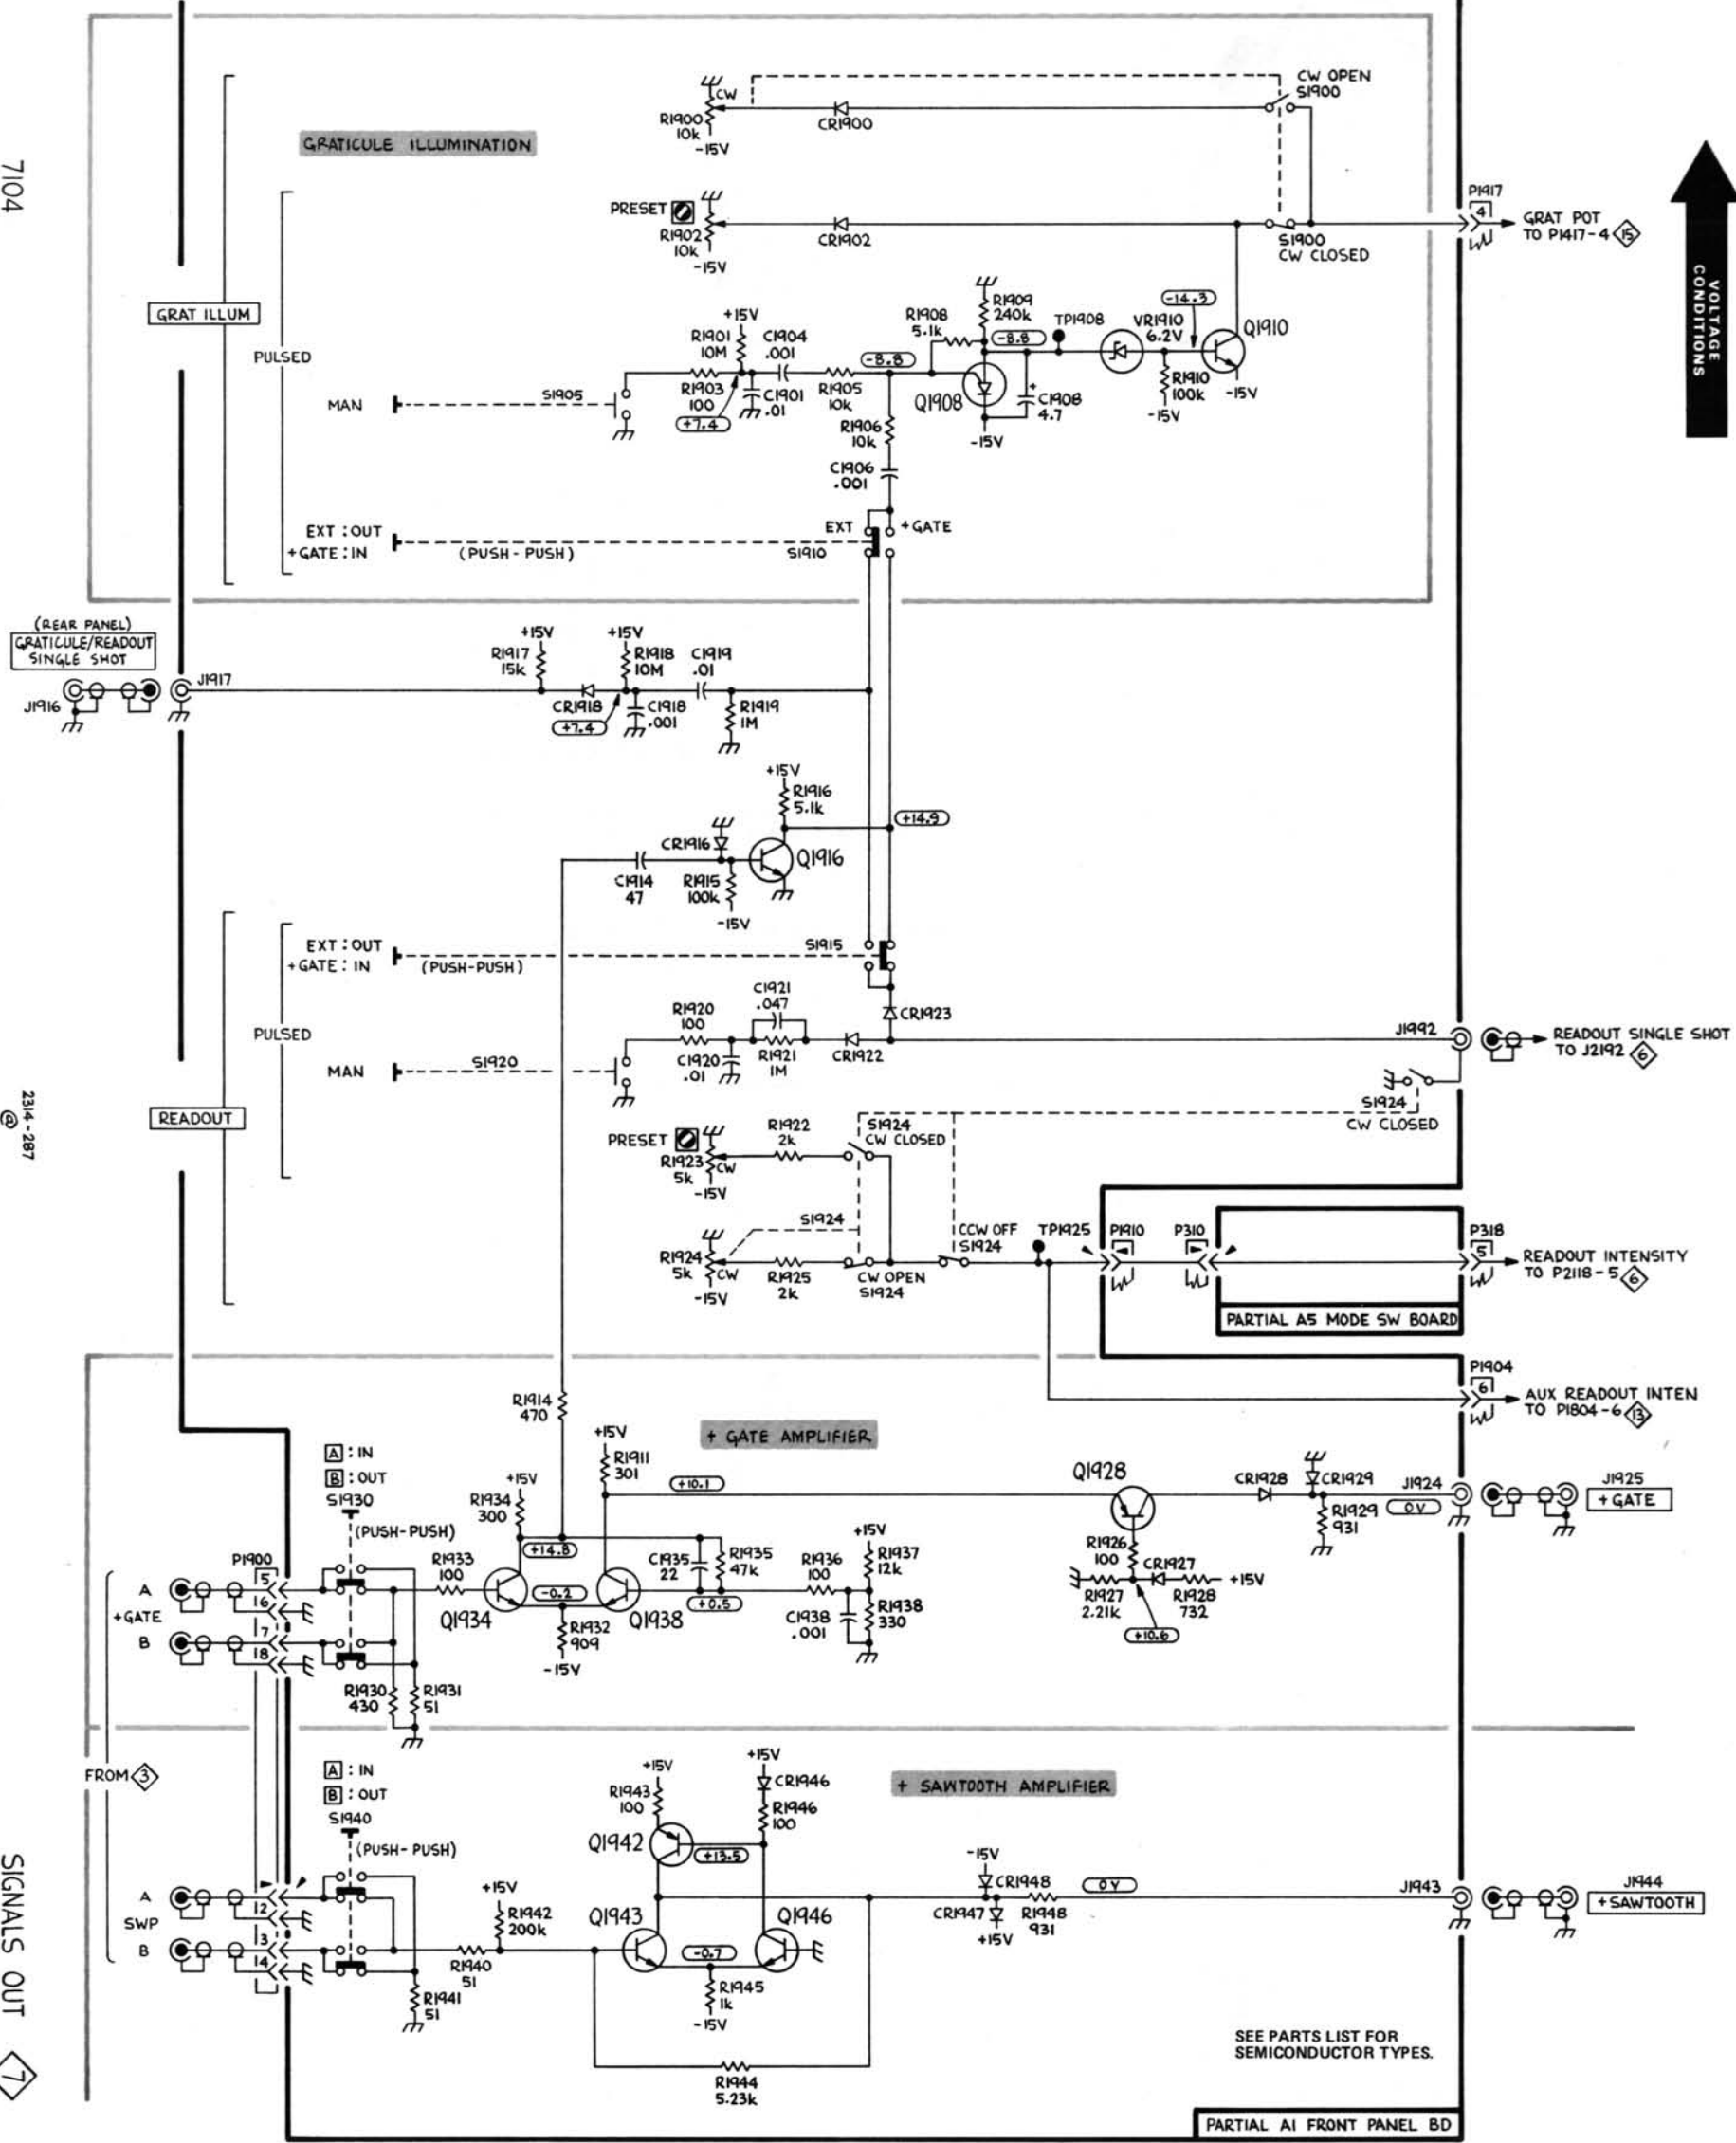 7104
2314-287
@
SIGNALS OUT 7
VOLTAGE
CONDITIONS
GRATICULE ILLUMINATION
CW
R1900
10k
-15V
CR1900
CW OPEN
S1900
PRESET
R1902
10k
-15V
CR1902
S1900
CW CLOSED
P1917
4
GRAT POT
TO P1417-4 15
GRAT ILLUM
PULSED
MAN
S1905
+15V
R1901
10M
C1904
.001
R1903
100
+7.4
C1901
.01
R1905
10k
-8.8
R1908
5.1k
R1909
240k
-8.8
TP1908
VR1910
6.2V
-14.3
Q1910
Q1908
C1908
4.7
+
-15V
R1910
100k
-15V
-15V
R1906
10k
C1906
.001
EXT : OUT
+GATE : IN
(PUSH-PUSH)
S1910
EXT
+GATE
(REAR PANEL)
GRATICULE/READOUT
SINGLE SHOT
J1916
J1917
+15V
R1917
15k
+15V
R1918
10M
C1919
.01
CR1918
+7.4
C1918
.001
R1919
1M
+15V
R1916
5.1k
+14.9
CR1916
Q1916
C1914
47
R1915
100k
-15V
EXT : OUT
+GATE : IN
(PUSH-PUSH)
S1915
READOUT
PULSED
MAN
S1920
R1920
100
C1921
.047
C1920
.01
R1921
1M
CR1922
CR1923
J1992
READOUT SINGLE SHOT
TO J2192 6
S1924
CW CLOSED
PRESET
R1923
5k
CW
-15V
R1922
2k
S1924
CW CLOSED
S1924
R1924
5k
CW
-15V
R1925
2k
CW OPEN
S1924
CCW OFF
S1924
TP1925
P1910
P310
P318
5
READOUT INTENSITY
TO P2118-5 6
PARTIAL A5 MODE SW BOARD
P1904
6
AUX READOUT INTEN
TO P1804-6 13
R1914
470
+ GATE AMPLIFIER
A : IN
B : OUT
S1930
(PUSH-PUSH)
+15V
R1934
300
+15V
R1911
301
+10.1
+14.8
R1933
100
Q1934
-0.2
Q1938
R1932
909
-15V
C1935
22
R1935
47k
+0.5
R1936
100
+15V
R1937
12k
C1938
.001
R1938
330
Q1928
R1926
100
CR1927
R1927
2.21k
R1928
732
+15V
+10.6
CR1928
CR1929
R1929
931
J1924
0V
J1925
+GATE
P1900
A
+GATE
B
5
16
17
18
R1930
430
R1931
51
FROM 3
A : IN
B : OUT
S1940
(PUSH-PUSH)
A
SWP
B
12
13
14
R1941
51
R1940
51
+15V
R1942
200k
+15V
R1943
100
+15V
CR1946
R1946
100
Q1942
+13.5
Q1943
Q1946
-0.7
R1945
1k
-15V
R1944
5.23k
+ SAWTOOTH AMPLIFIER
-15V
CR1948
CR1947
+15V
R1948
931
0V
J1943
J1944
+SAWTOOTH
SEE PARTS LIST FOR
SEMICONDUCTOR TYPES.
PARTIAL A1 FRONT PANEL BD